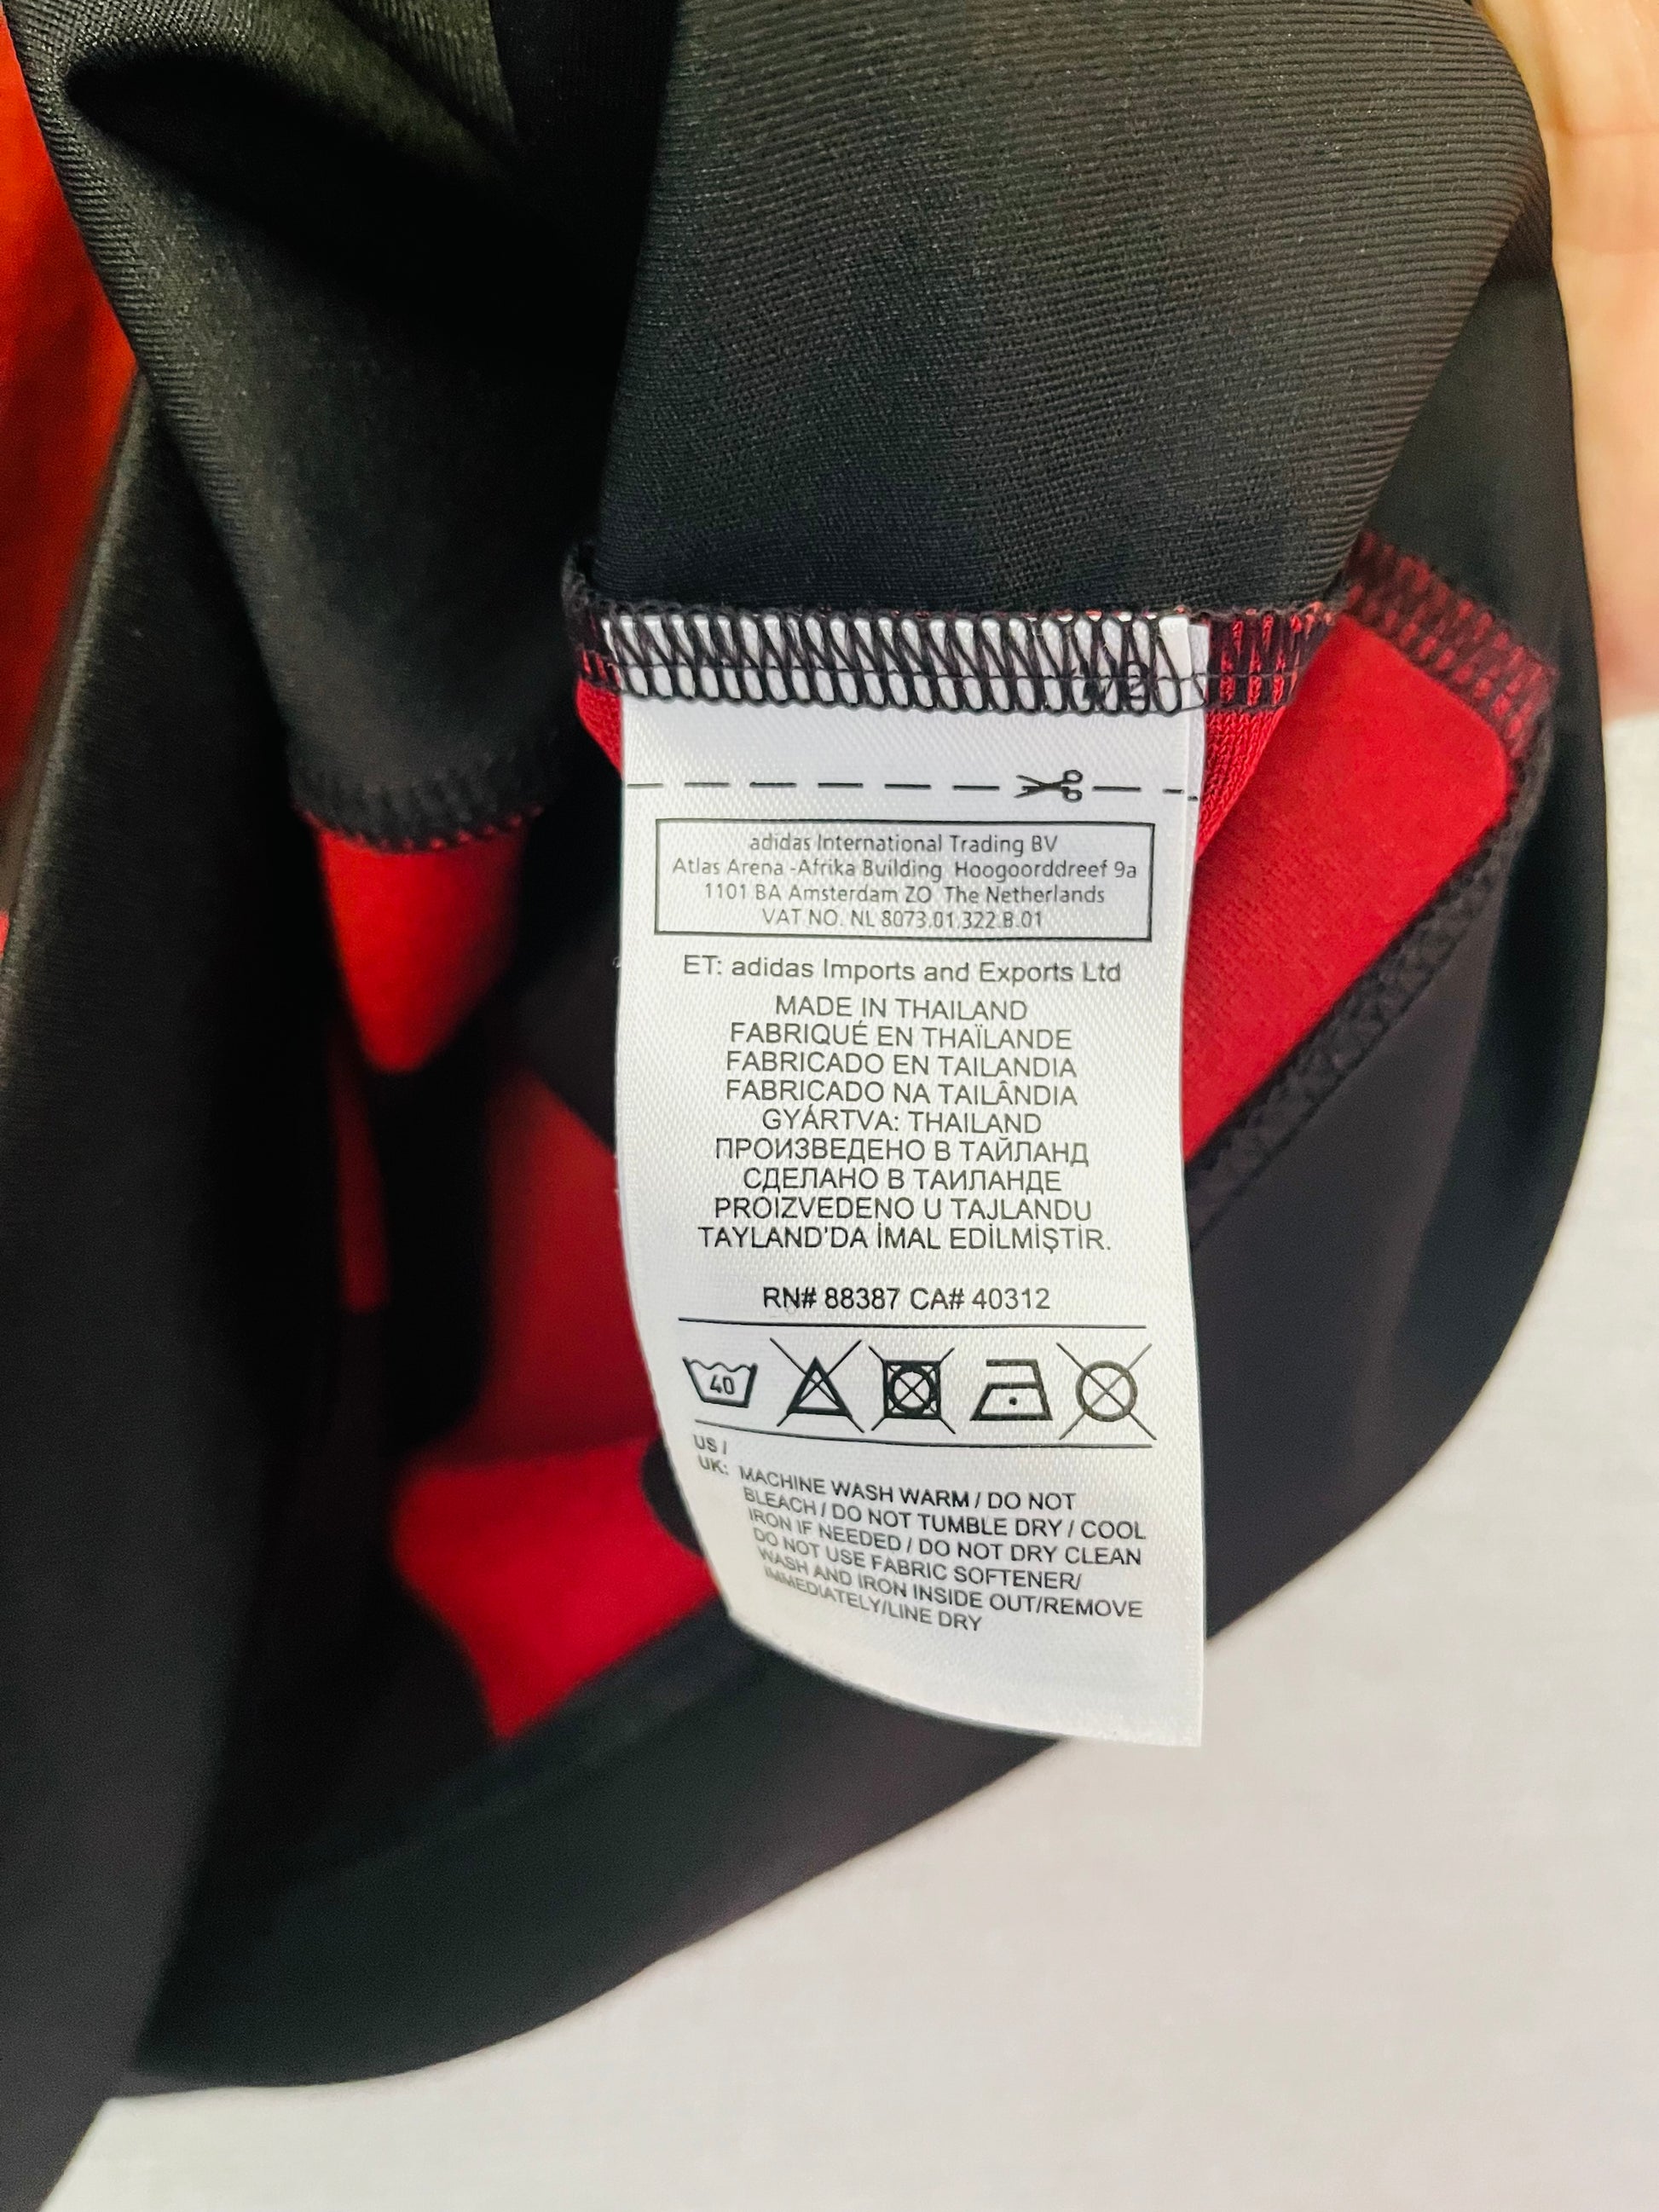 adidas International Trading BV
Atlas Arena -Afrika Building Hoogoorddreef 9a
1101 BA Amsterdam ZO The Netherlands
VAT NO. NL 8073.01.322.B.01
ET: adidas Imports and Exports Ltd
MADE IN THAILAND
FABRIQUÉ EN THAÏLANDE
FABRICADO EN TAILANDIA
FABRICADO NA TAILÂNDIA
GYÁRTVA: THAILAND
ПРОИЗВЕДЕНО В ТАЙЛАНД
СДЕЛАНО В ТАИЛАНДЕ
PROIZVEDENO U TAJLANDU
TAYLAND'DA İMAL EDİLMİŞTİR.
RN# 88387 CA# 40312
40
US /
UK: MACHINE WASH WARM / DO NOT
BLEACH / DO NOT TUMBLE DRY / COOL
IRON IF NEEDED / DO NOT DRY CLEAN
DO NOT USE FABRIC SOFTENER/
WASH AND IRON INSIDE OUT/REMOVE
IMMEDIATELY/LINE DRY